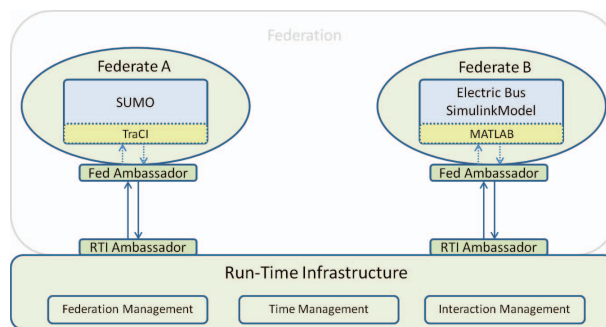 Federation
Federate A
SUMO
TraCI
Fed Ambassador
RTI Ambassador
Federate B
Electric Bus
SimulinkModel
MATLAB
Fed Ambassador
RTI Ambassador
Run-Time Infrastructure
Federation Management
Time Management
Interaction Management